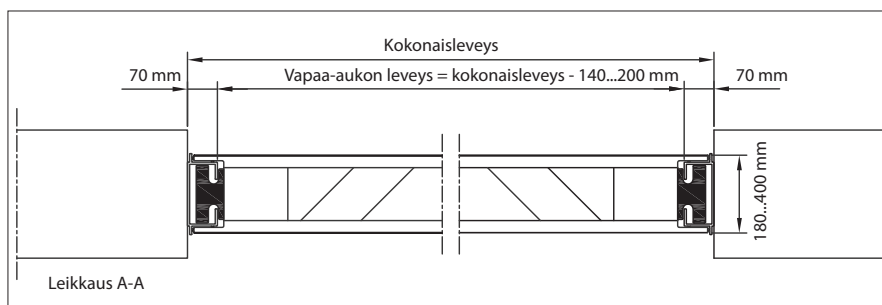 Kokonaisleveys
70 mm
Vapaa-aukon leveys = kokonaisleveys - 140...200 mm
70 mm
180...400 mm
Leikkaus A-A